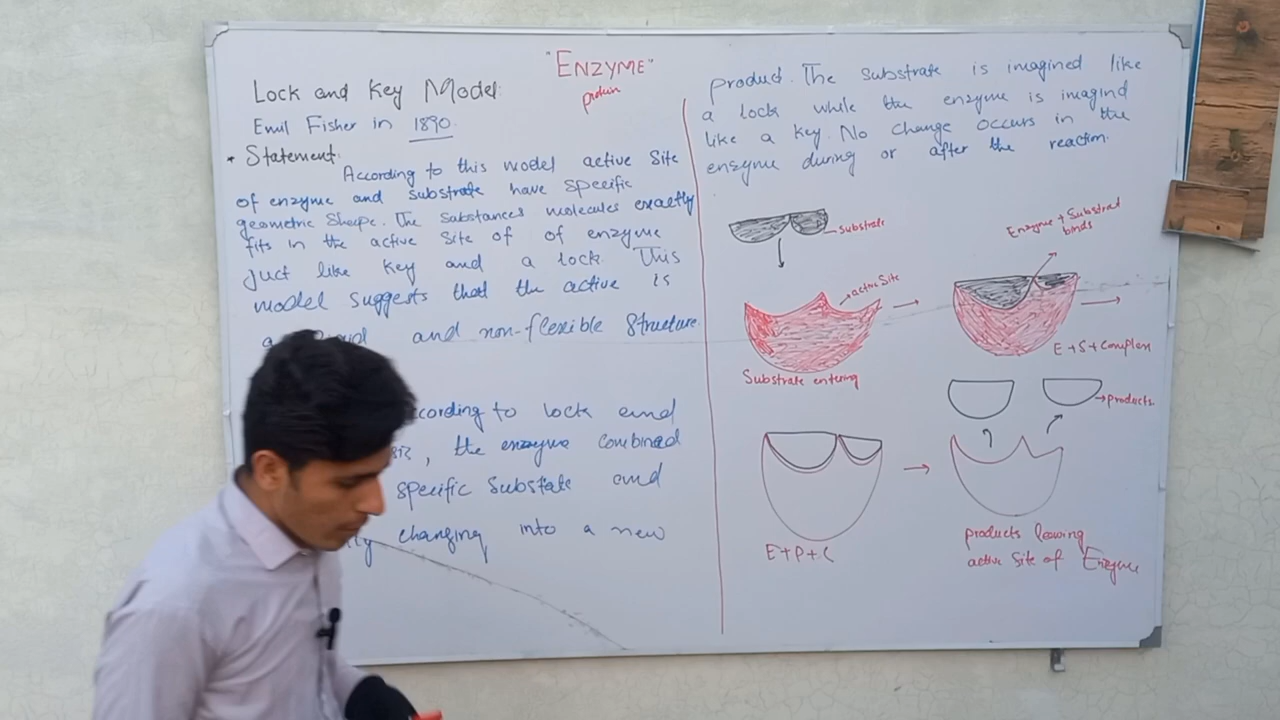 "ENZYME"
protein
Lock and Key Model:
Emil Fisher in 1890.
* Statement.
According to this model active Site
of enzyme and substrate have specific
geometric Sheepe. The Substances molecules exactly
fits in the active Site of of enzyme
just like key and a lock. This
model suggests that the active is
and non-flexible Structure.
cording to lock and
, the enzyme combined
specific Substate and
changing into a new
product. The substrate is imagined like
a lock while the enzyme is imagind
like a key. No change occurs in the
enzyme during or after the reaction.
substrate
active Site
Substrate entering
Enzyme + Substrad
binds
E + S + Complex
products
E + P + C
products leaving
active Site of Enzyme